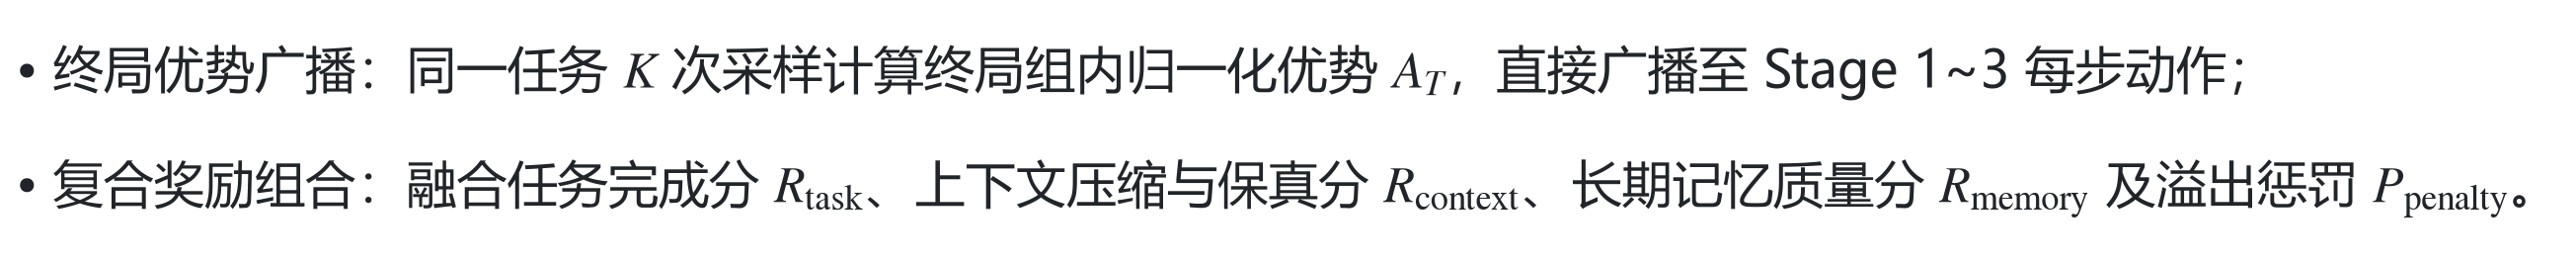 • 终局优势广播：同一任务 K 次采样计算终局组内归一化优势 A_T，直接广播至 Stage 1~3 每步动作；
• 复合奖励组合：融合任务完成分 R_task、上下文压缩与保真分 R_context、长期记忆质量分 R_memory 及溢出惩罚 P_penalty。